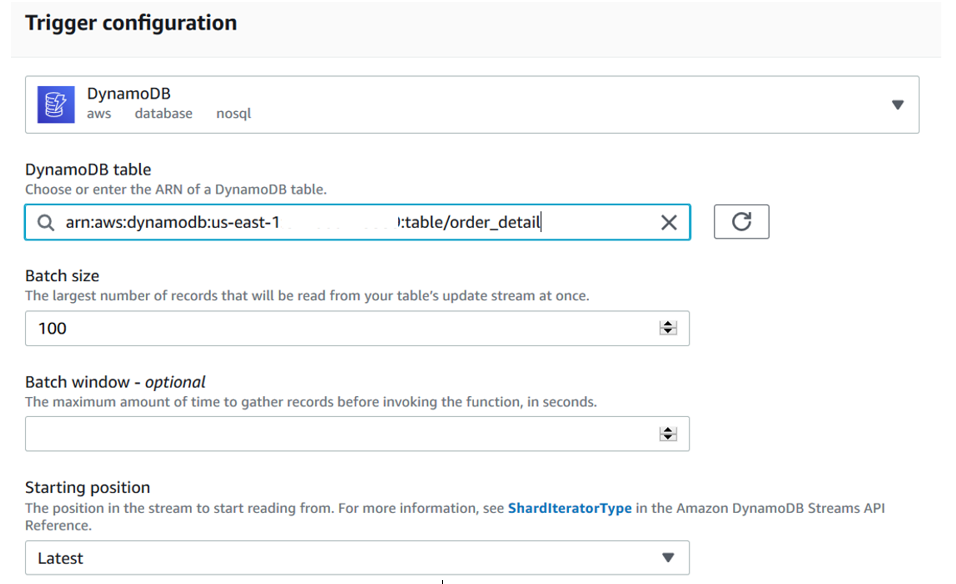 Trigger configuration
DynamoDB
aws database nosql
DynamoDB table
Choose or enter the ARN of a DynamoDB table.
arn:aws:dynamodb:us-east-1 :table/order_detail
Batch size
The largest number of records that will be read from your table's update stream at once.
100
Batch window - optional
The maximum amount of time to gather records before invoking the function, in seconds.
Starting position
The position in the stream to start reading from. For more information, see ShardIteratorType in the Amazon DynamoDB Streams API
Reference.
Latest